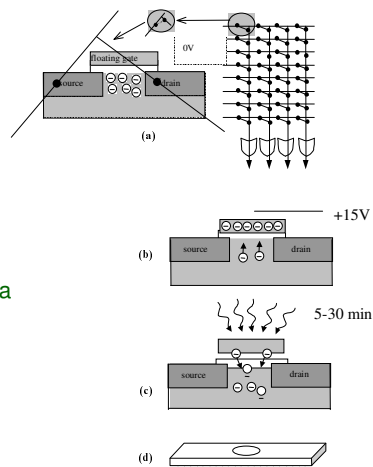 0V
floating gate
source
drain
(a)
+15V
source
drain
(b)
a
5-30 min
source
drain
(c)
(d)